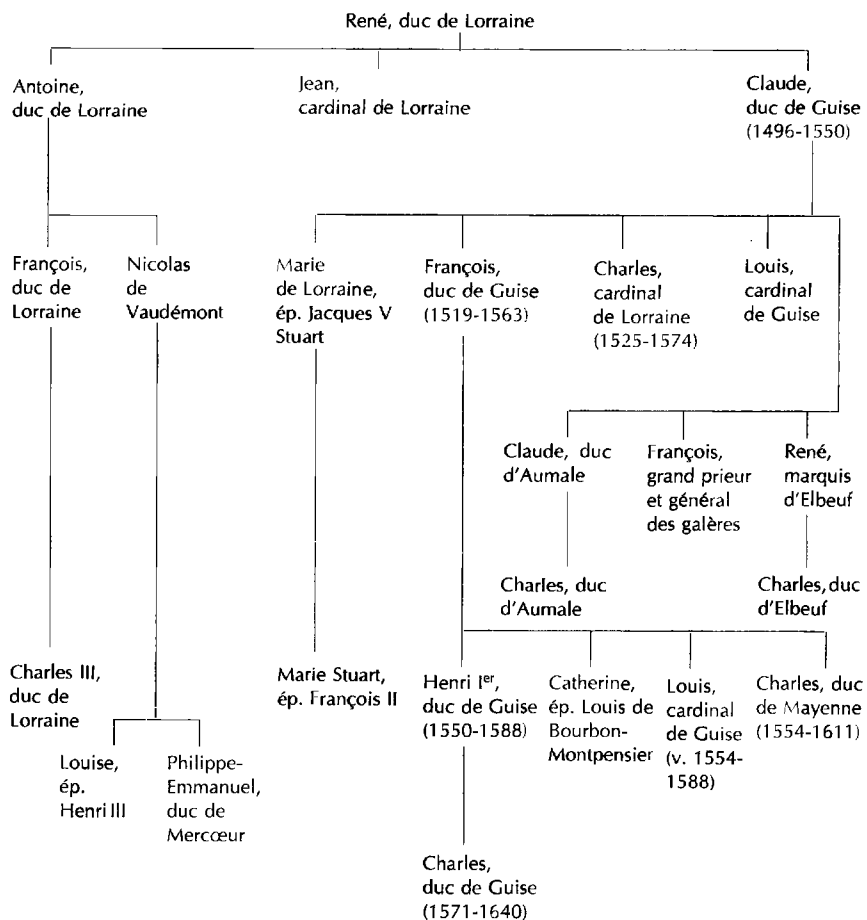 René, duc de Lorraine
Antoine,
duc de Lorraine
Jean,
cardinal de Lorraine
Claude,
duc de Guise
(1496-1550)
François,
duc de
Lorraine
Nicolas
de
Vaudémont
Marie
de Lorraine,
ép. Jacques V
Stuart
François,
duc de Guise
(1519-1563)
Charles,
cardinal
de Lorraine
(1525-1574)
Louis,
cardinal
de Guise
Claude, duc
d'Aumale
François,
grand prieur
et général
des galères
René,
marquis
d'Elbeuf
Charles, duc
d'Aumale
Charles, duc
d'Elbeuf
Charles III,
duc de
Lorraine
Marie Stuart,
ép. François II
Henri Ier,
duc de Guise
(1550-1588)
Catherine,
ép. Louis de
Bourbon-
Montpensier
Louis,
cardinal
de Guise
(v. 1554-
1588)
Charles, duc
de Mayenne
(1554-1611)
Louise,
ép.
Henri III
Philippe-
Emmanuel,
duc de
Mercœur
Charles,
duc de Guise
(1571-1640)